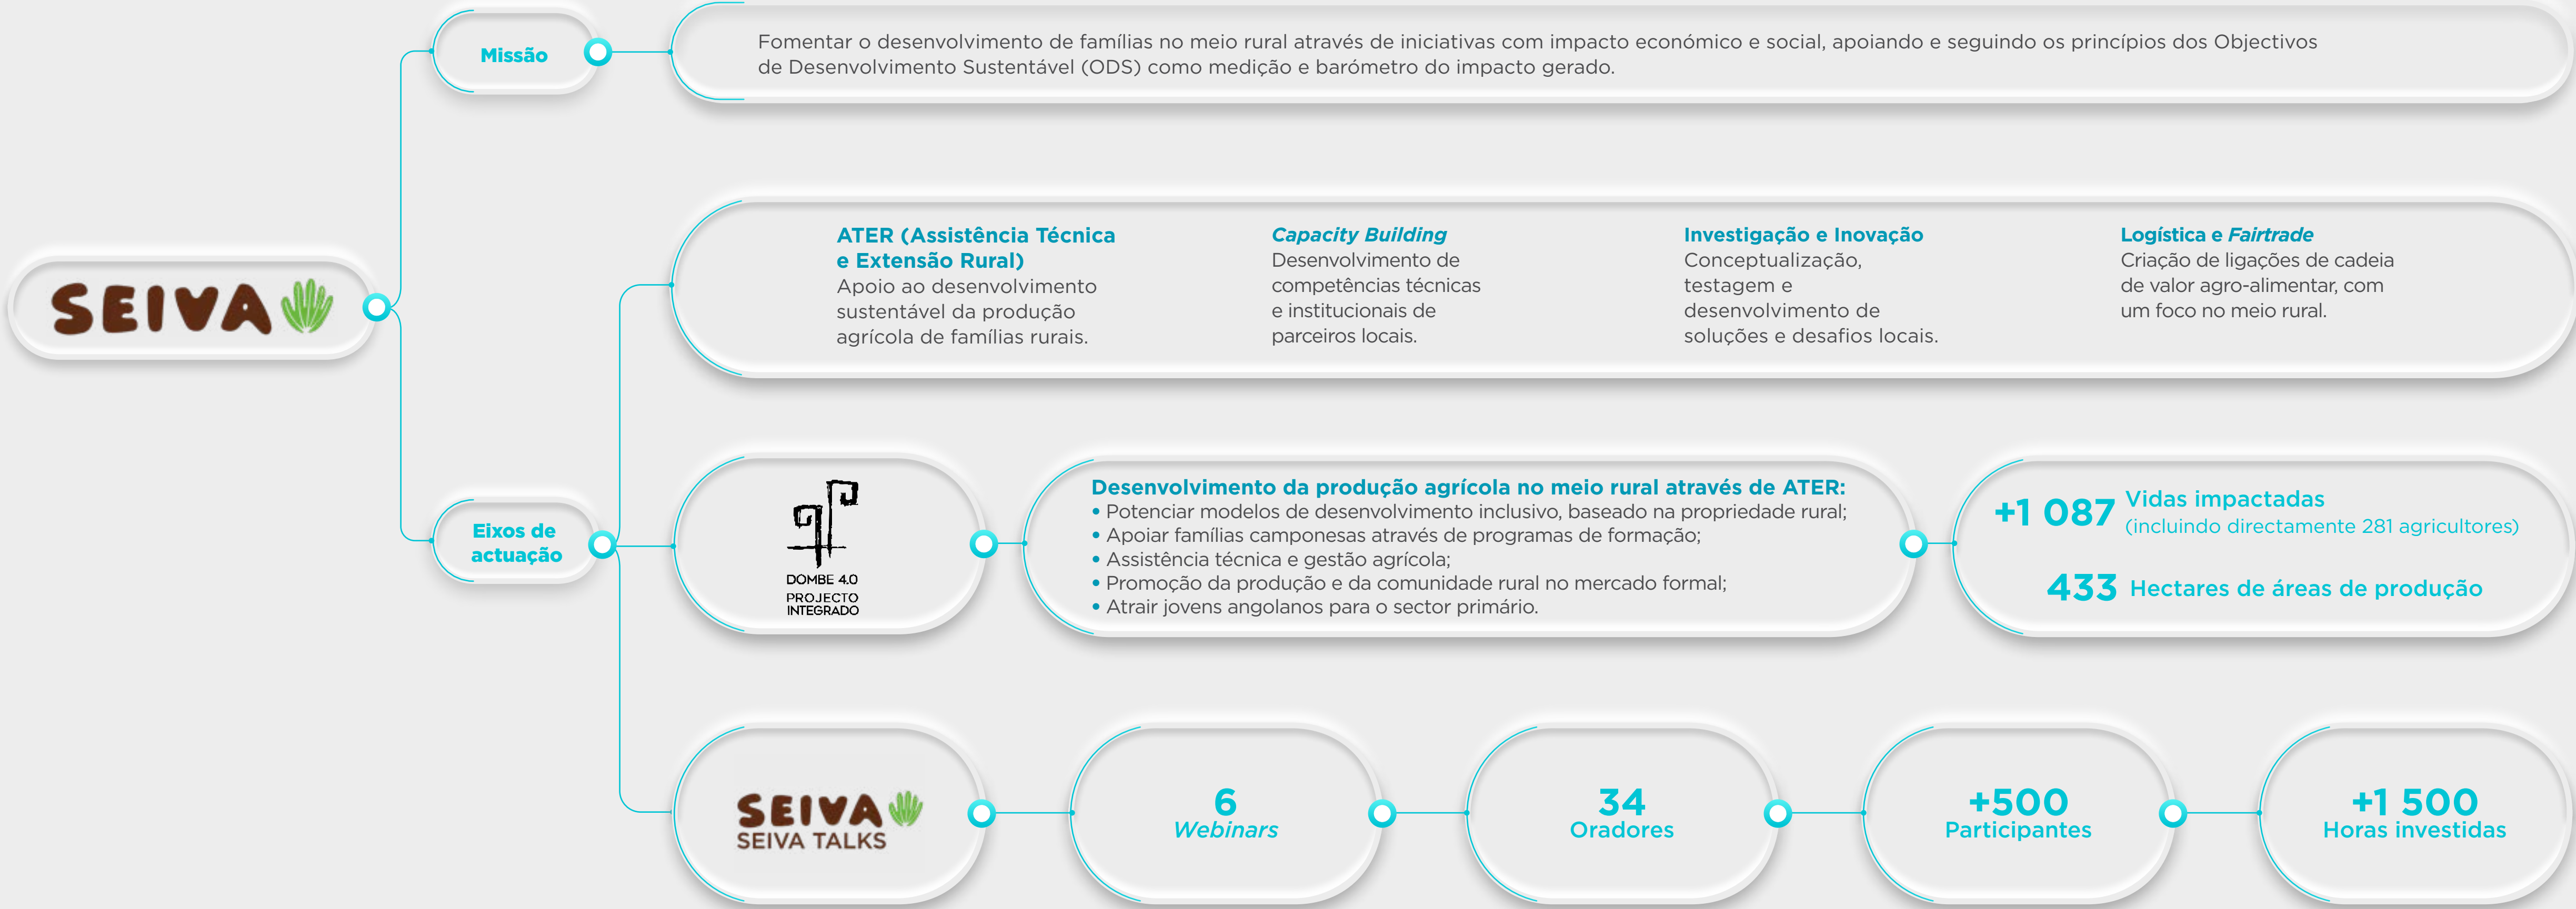 Missão
Fomentar o desenvolvimento de famílias no meio rural através de iniciativas com impacto económico e social, apoiando e seguindo os princípios dos Objectivos
de Desenvolvimento Sustentável (ODS) como medição e barómetro do impacto gerado.
SEIVA
Eixos de
actuação
ATER (Assistência Técnica
e Extensão Rural)
Apoio ao desenvolvimento
sustentável da produção
agrícola de famílias rurais.
Capacity Building
Desenvolvimento de
competências técnicas
e institucionais de
parceiros locais.
Investigação e Inovação
Conceptualização,
testagem e
desenvolvimento de
soluções e desafios locais.
Logística e Fairtrade
Criação de ligações de cadeia
de valor agro-alimentar, com
um foco no meio rural.
DOMBE 4.0
PROJECTO
INTEGRADO
Desenvolvimento da produção agrícola no meio rural através de ATER:
• Potenciar modelos de desenvolvimento inclusivo, baseado na propriedade rural;
• Apoiar famílias camponesas através de programas de formação;
• Assistência técnica e gestão agrícola;
• Promoção da produção e da comunidade rural no mercado formal;
• Atrair jovens angolanos para o sector primário.
+1 087 Vidas impactadas
(incluindo directamente 281 agricultores)
433 Hectares de áreas de produção
SEIVA
SEIVA TALKS
6
Webinars
34
Oradores
+500
Participantes
+1 500
Horas investidas